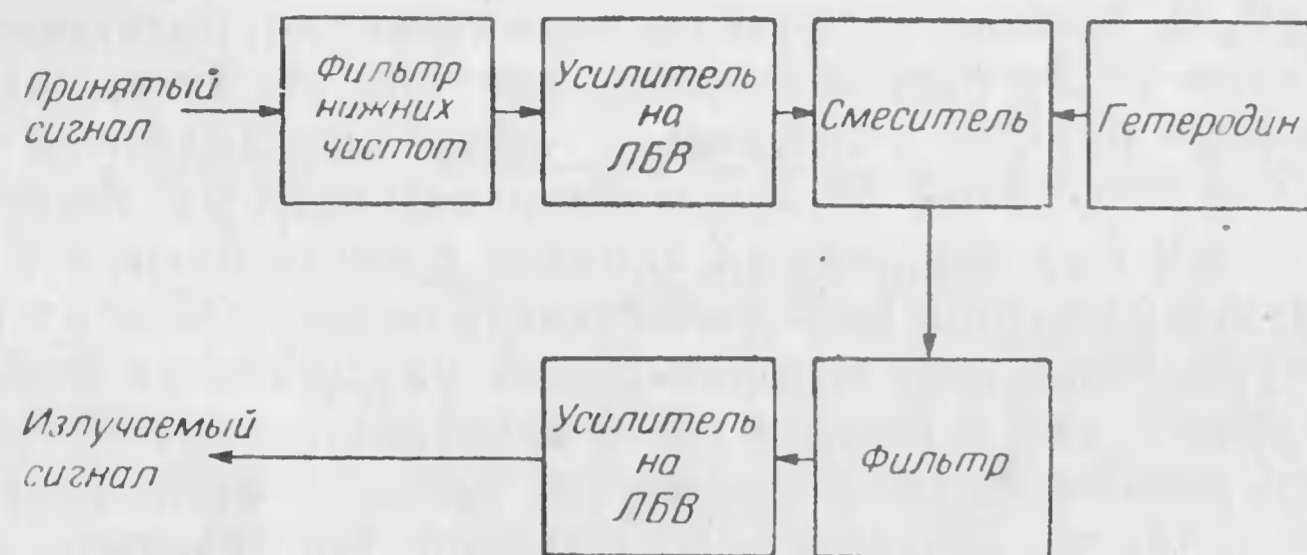 Принятый
сигнал
Фильтр
нижних
частот
Усилитель
на
ЛБВ
Смеситель
Гетеродин
Излучаемый
сигнал
Усилитель
на
ЛБВ
Фильтр